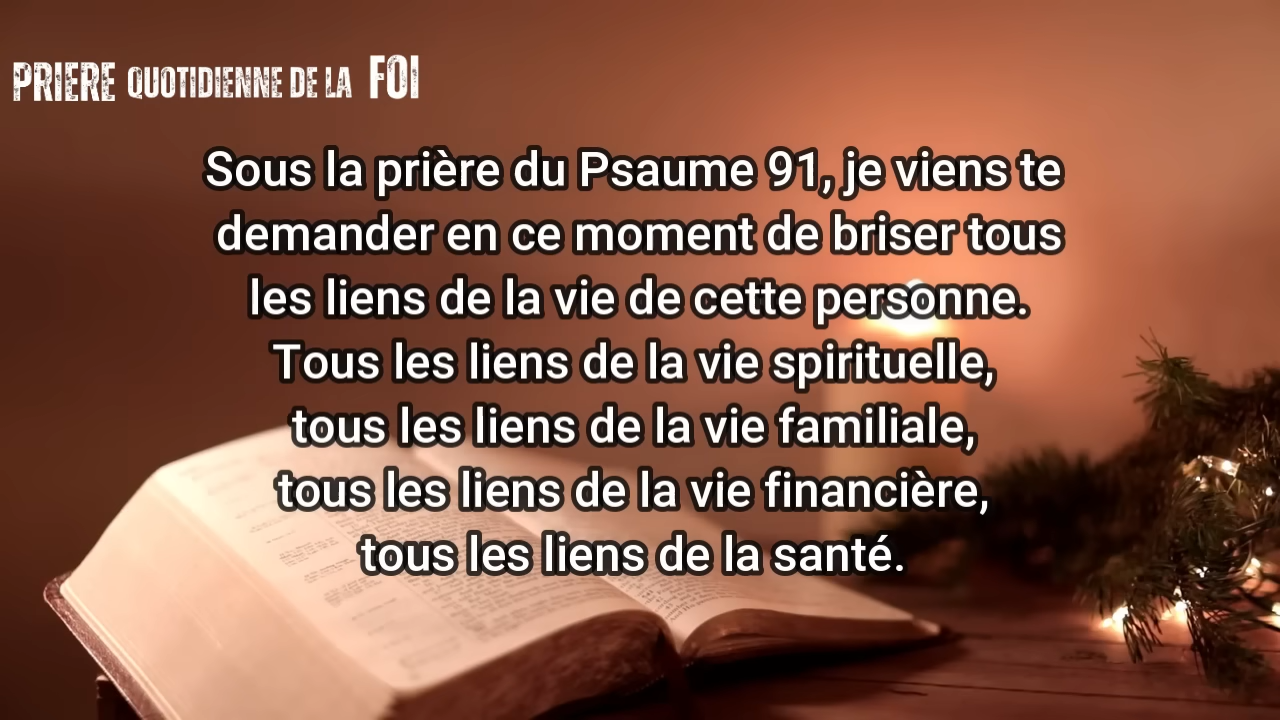 PRIERE QUOTIDIENNE DE LA FOI
Sous la prière du Psaume 91, je viens te
demander en ce moment de briser tous
les liens de la vie de cette personne.
Tous les liens de la vie spirituelle,
tous les liens de la vie familiale,
tous les liens de la vie financière,
tous les liens de la santé.